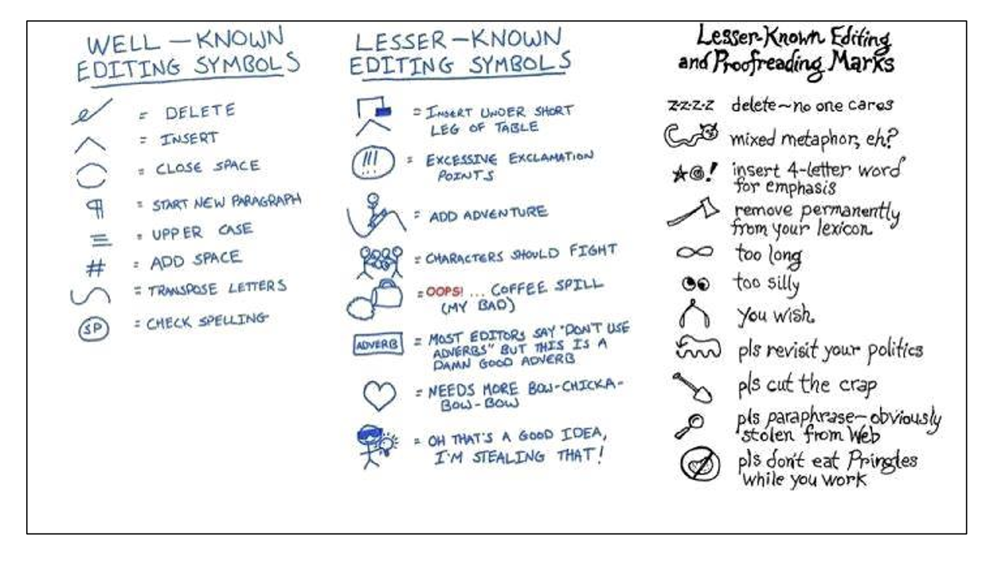 WELL-KNOWN
EDITING SYMBOLS
= DELETE
= INSERT
= CLOSE SPACE
¶ = START NEW PARAGRAPH
= UPPER CASE
# = ADD SPACE
= TRANSPOSE LETTERS
SP = CHECK SPELLING
LESSER-KNOWN
EDITING SYMBOLS
= INSERT UNDER SHORT
LEG OF TABLE
!!! = EXCESSIVE EXCLAMATION
POINTS
= ADD ADVENTURE
= CHARACTERS SHOULD FIGHT
= OOPS! ... COFFEE SPILL
(MY BAD)
ADVERB = MOST EDITORS SAY "DON'T USE
ADVERBS" BUT THIS IS A
DAMN GOOD ADVERB
= NEEDS MORE BOW-CHICKA-
BOW-BOW
= OH THAT'S A GOOD IDEA,
I'M STEALING THAT!
Lesser-Known Editing
and Proofreading Marks
z-z-z-z delete~no one cares
mixed metaphor, eh?
★@! insert 4-letter word
for emphasis
remove permanently
from your lexicon
∞ too long
too silly
you wish.
pls revisit your politics
pls cut the crap
pls paraphrase~obviously
stolen from Web
pls don't eat Pringles
while you work